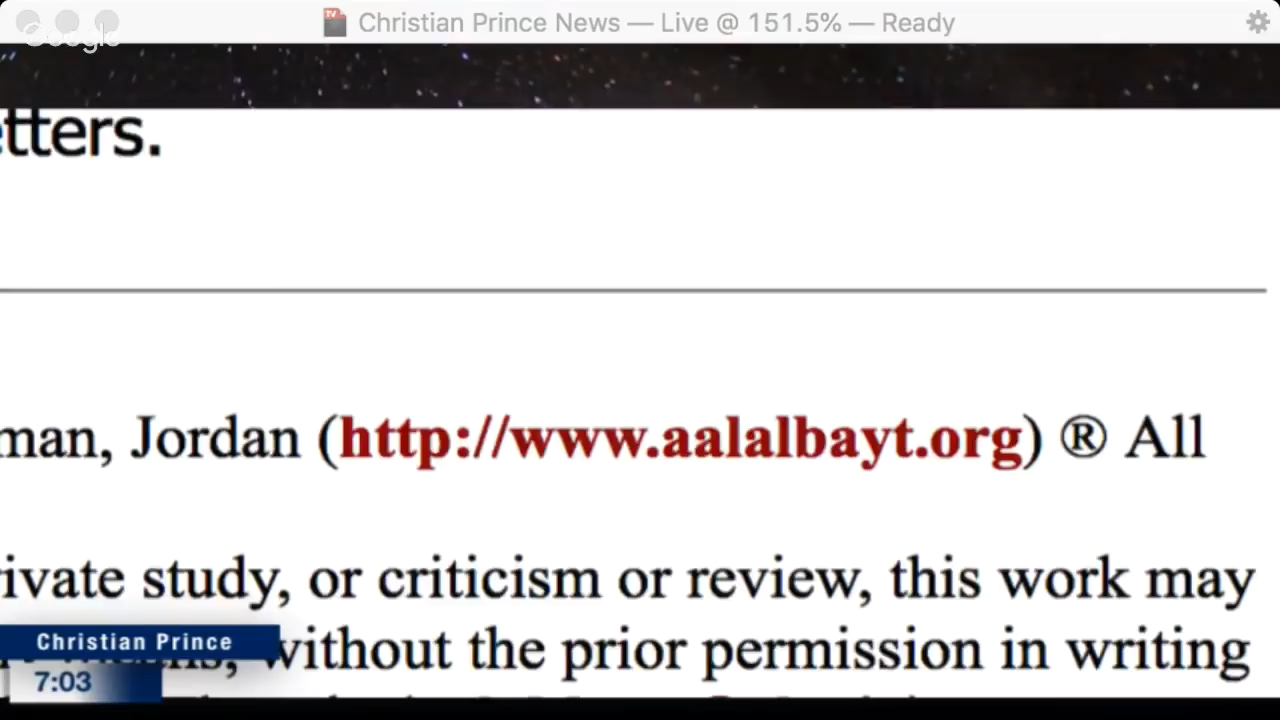 Christian Prince News — Live @ 151.5% — Ready
Google
etters.
man, Jordan (http://www.aalalbayt.org) ® All
rivate study, or criticism or review, this work may
Christian Prince
without the prior permission in writing
7:03